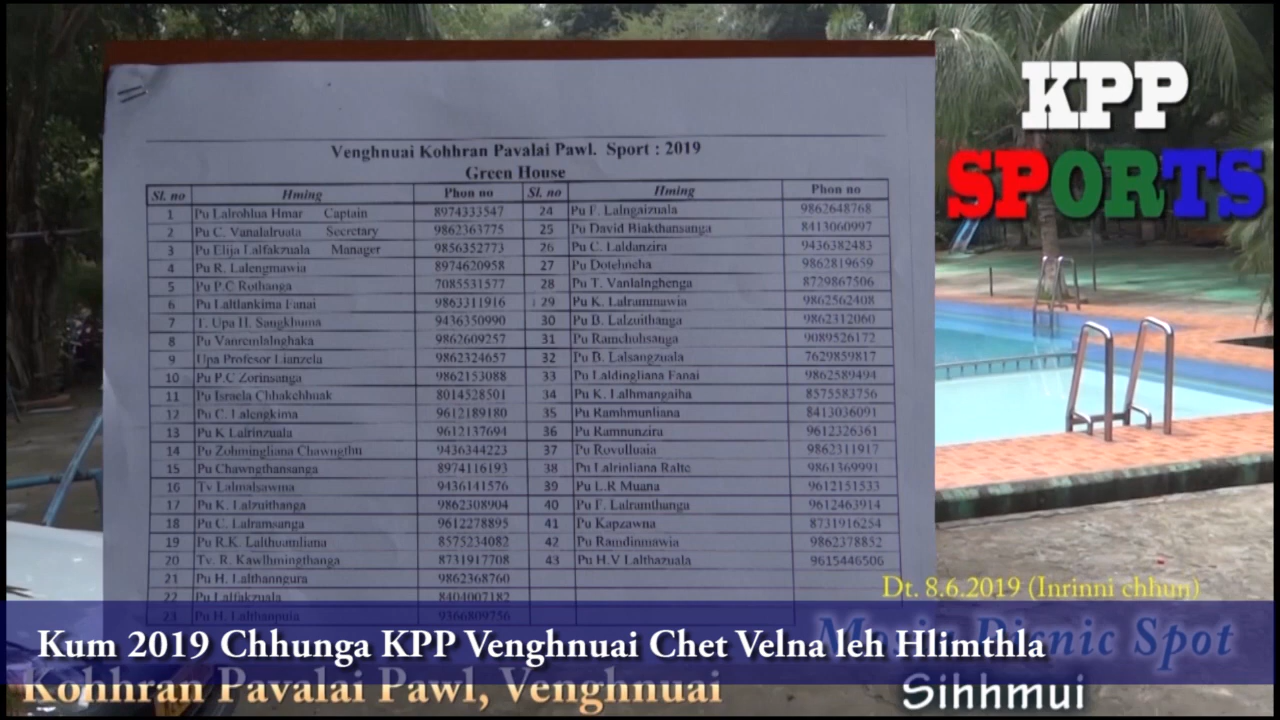 KPP
SPORTS
Venghnuai Kohhran Pavalai Pawl. Sport : 2019
Green House
Sl. no Hming Phon no Sl. no Hming Phon no
1 Pu Lalrohlua Hmar Captain 8974333547 24 Pu F. Lalngaizuala 9862648768
2 Pu C. Vanalalruata Secretary 9862363775 25 Pu David Biakthansanga 8413060997
3 Pu Elija Lalfakzuala Manager 9856352773 26 Pu C. Laldanzira 9436382483
4 Pu R. Lalengmawia 8974620958 27 Pu Dotehncha 9862819659
5 Pu P.C Rothanga 7085531577 28 Pu T. Vanlalnghenga 8729867506
6 Pu Laltlankima Fanai 9863311916 29 Pu K. Lalrammawia 9862562408
7 T. Upa H. Sangkhuma 9436350990 30 Pu B. Lalzuithanga 9862312060
8 Pu Vanremlalnghaka 9862609257 31 Pu Ramchuhsanga 9089526172
9 Upa Profesor Lianzela 9862324657 32 Pu B. Lalsangzuala 7629859817
10 Pu P.C Zorinsanga 9862153088 33 Pu Laldingliana Fanai 9862589494
11 Pu Israela Chhakchhuak 8014528501 34 Pu K. Lalhmangaiha 8575583756
12 Pu C. Lalengkima 9612189180 35 Pu Ramhmunliana 8413036091
13 Pu K Lalrinzuala 9612137694 36 Pu Ramnunzira 9612326361
14 Pu Zohmingliana Chawngthu 9436344223 37 Pu Rovulluaia 9862311917
15 Pu Chawngthansanga 8974116193 38 Pu Lalrinliana Ralte 9861369991
16 Tv Lalmalsawma 9436141576 39 Pu L.R Muana 9612151533
17 Pu K. Lalzuithanga 9862308904 40 Pu F. Lalramthanga 9612463914
18 Pu C. Lalramsanga 9612278895 41 Pu Kapzawna 8731916254
19 Pu R.K. Lalthuamliana 8575234082 42 Pu Ramdinmawia 9862378852
20 Tv. R. Kawlhmingthanga 8731917708 43 Pu H.V Lalthazuala 9615446506
21 Pu H. Lalthanngura 9862368760
22 Pu Lalfakzuala 8404007182
23 Pu H. Lalthanpuia 9366809756
Dt. 8.6.2019 (Inrinni chhun)
Picnic Spot
Kum 2019 Chhunga KPP Venghnuai Chet Velna leh Hlimthla
Kohhran Pavalai Pawl, Venghnuai
Sihhmui